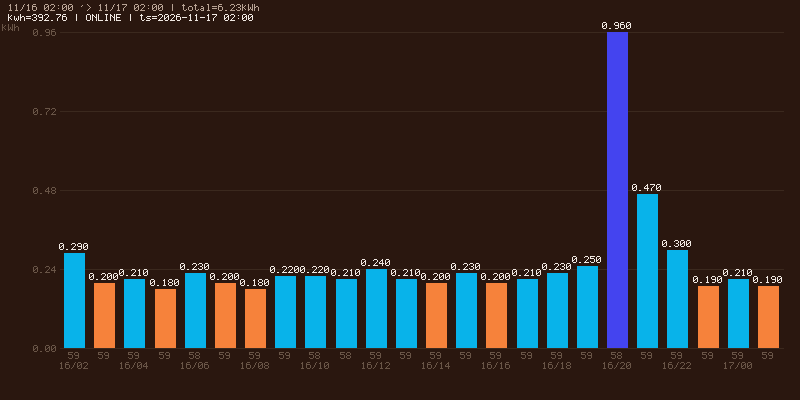 11/16 02:00 -> 11/17 02:00 | total=6.23kWh
kWh=392.76 | ONLINE | ts=2026-11-17 02:00
kWh
0.96
0.72
0.48
0.24
0.00
0.290 0.200 0.210 0.180 0.230 0.200 0.180 0.220 0.220 0.210 0.240 0.210 0.200 0.230 0.200 0.210 0.230 0.250 0.960 0.470 0.300 0.190 0.210 0.190
59 59 59 59 58 59 59 59 58 58 59 59 59 59 59 59 59 59 58 59 59 59 59 59
16/02 16/04 16/06 16/08 16/10 16/12 16/14 16/16 16/18 16/20 16/22 17/00